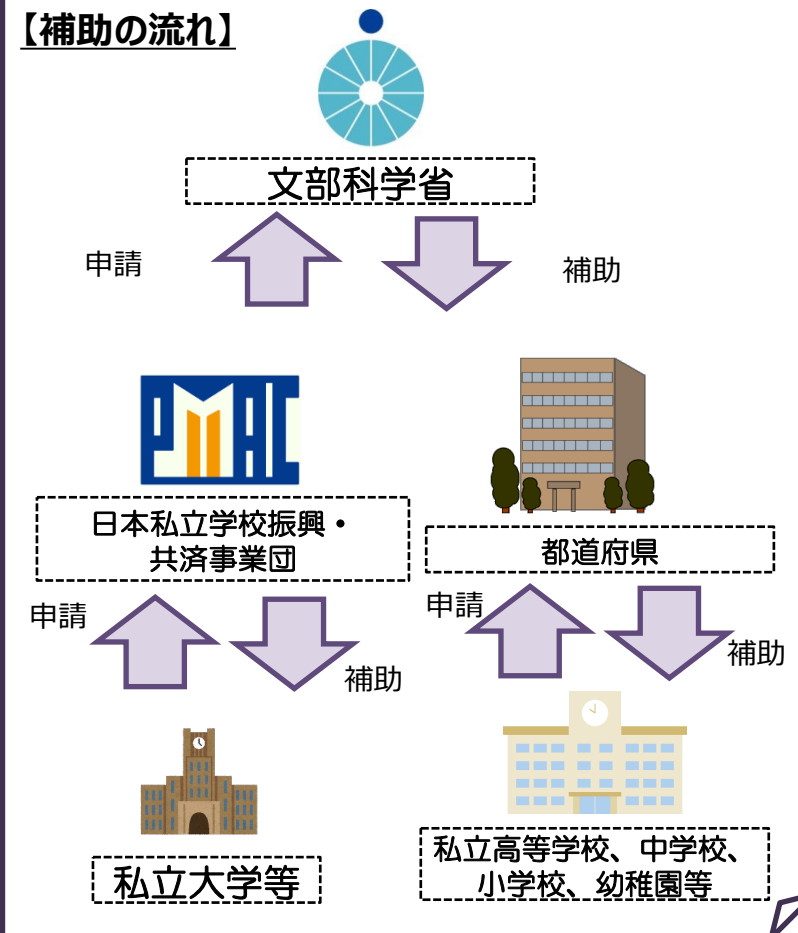 【補助の流れ】
文部科学省
申請
補助
PMAC
日本私立学校振興・
共済事業団
都道府県
申請
補助
申請
補助
私立大学等
私立高等学校、中学校、
小学校、幼稚園等